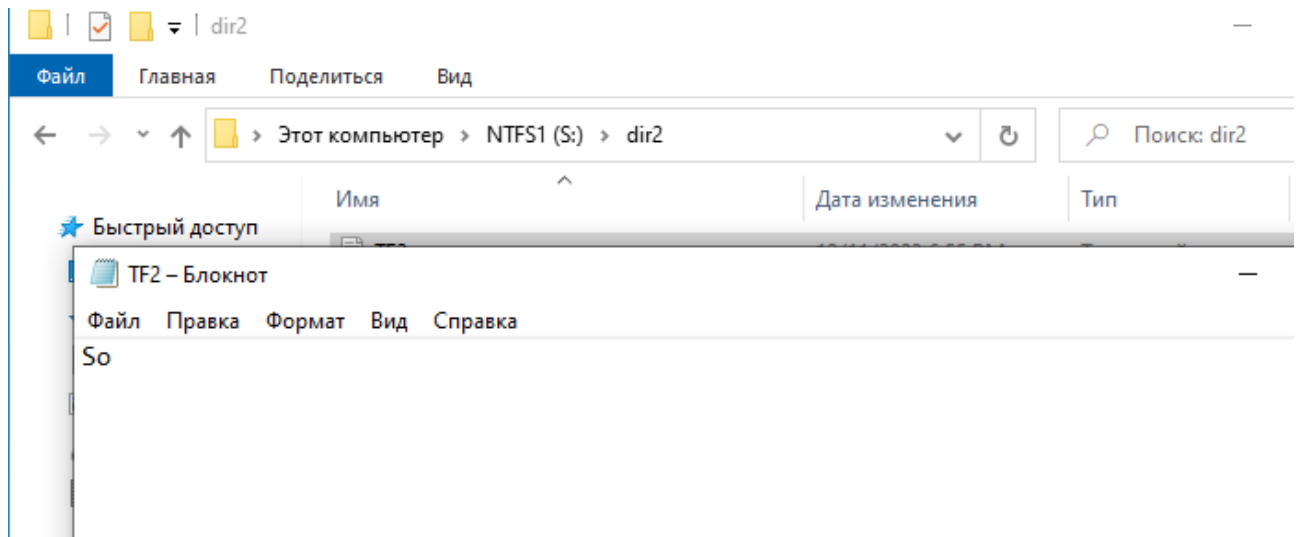 dir2
Файл Главная Поделиться Вид
Этот компьютер > NTFS1 (S:) > dir2 Поиск: dir2
Имя Дата изменения Тип
Быстрый доступ
TF2 – Блокнот
Файл Правка Формат Вид Справка
So